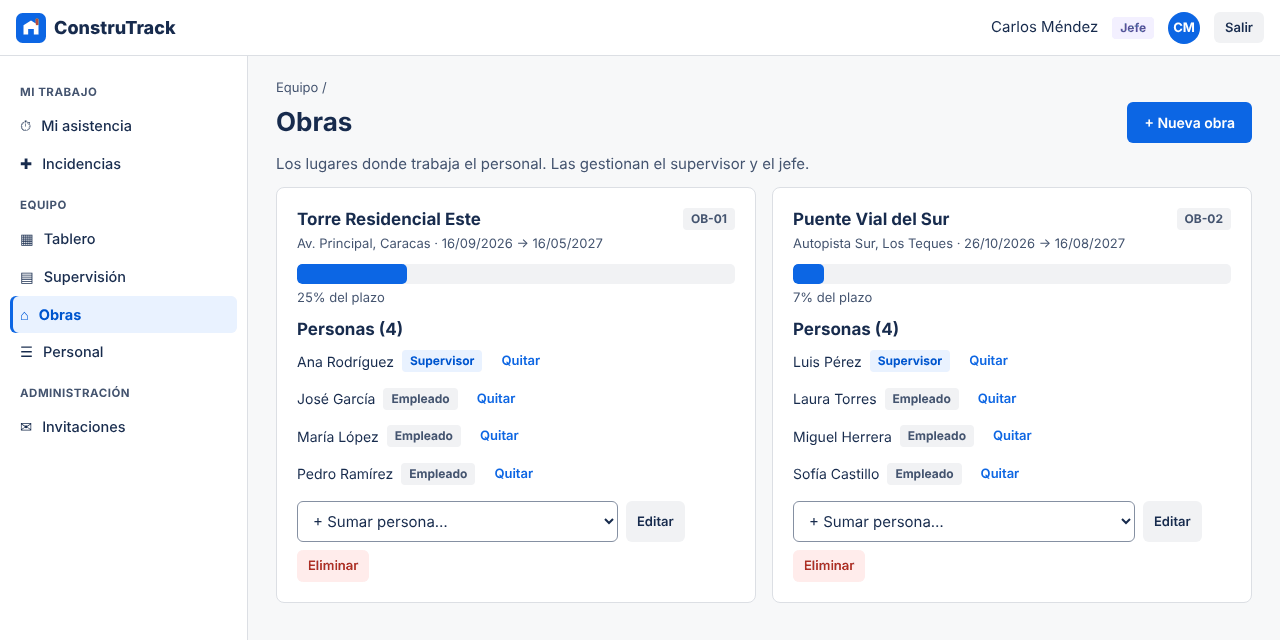 ConstruTrack
Carlos Méndez
Jefe
CM
Salir
MI TRABAJO
Mi asistencia
Incidencias
EQUIPO
Tablero
Supervisión
Obras
Personal
ADMINISTRACIÓN
Invitaciones
Equipo /
Obras
+ Nueva obra
Los lugares donde trabaja el personal. Las gestionan el supervisor y el jefe.
Torre Residencial Este
OB-01
Av. Principal, Caracas · 16/09/2026 → 16/05/2027
25% del plazo
Personas (4)
Ana Rodríguez Supervisor Quitar
José García Empleado Quitar
María López Empleado Quitar
Pedro Ramírez Empleado Quitar
+ Sumar persona...
Editar
Eliminar
Puente Vial del Sur
OB-02
Autopista Sur, Los Teques · 26/10/2026 → 16/08/2027
7% del plazo
Personas (4)
Luis Pérez Supervisor Quitar
Laura Torres Empleado Quitar
Miguel Herrera Empleado Quitar
Sofía Castillo Empleado Quitar
+ Sumar persona...
Editar
Eliminar